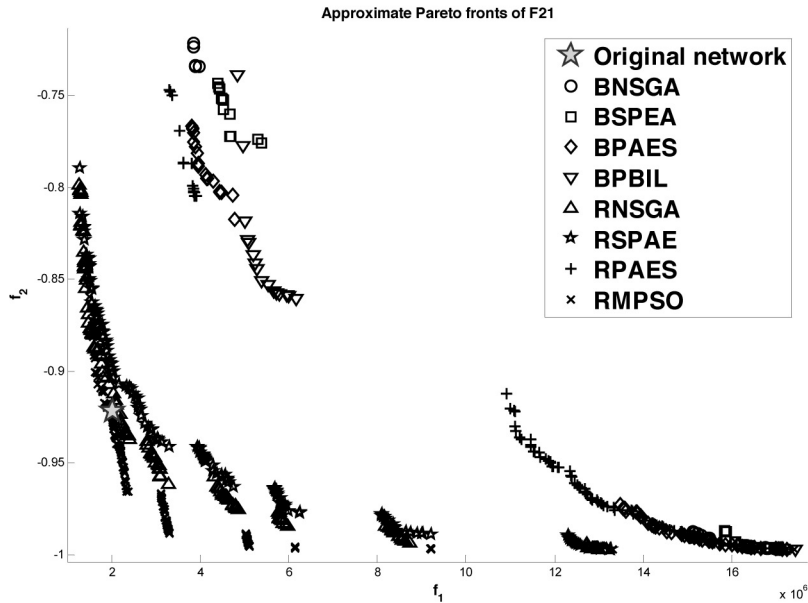 Approximate Pareto fronts of F21
Original network
BNSGA
BSPEA
BPAES
BPBIL
RNSGA
RSPAE
RPAES
RMPSO
-0.75
-0.8
-0.85
-0.9
-0.95
-1
f2
2
4
6
8
10
12
14
16
x 10^6
f1